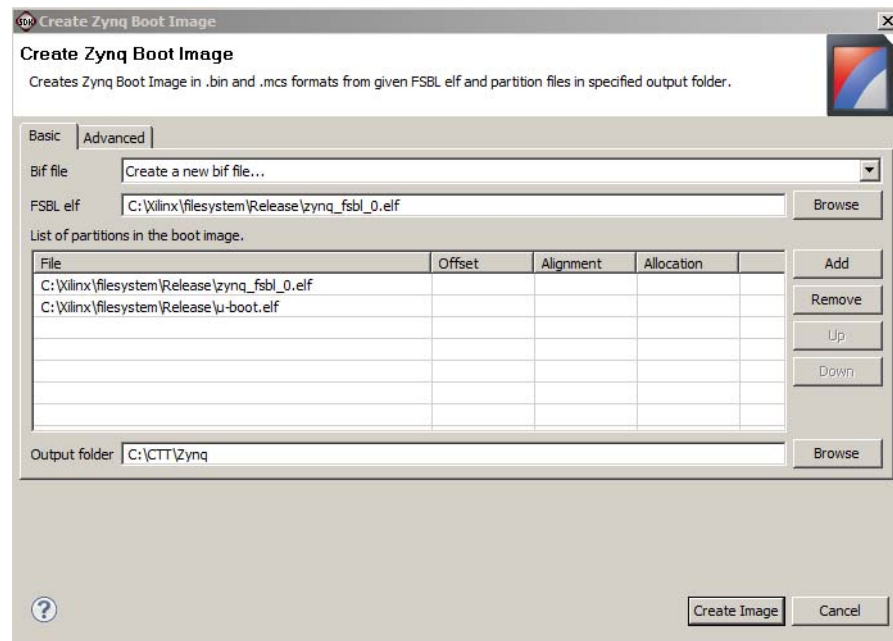 SDK Create Zynq Boot Image
Create Zynq Boot Image
Creates Zynq Boot Image in .bin and .mcs formats from given FSBL elf and partition files in specified output folder.
Basic Advanced
Bif file Create a new bif file...
FSBL elf C:\Xilinx\filesystem\Release\zynq_fsbl_0.elf Browse
List of partitions in the boot image.
File Offset Alignment Allocation Add
C:\Xilinx\filesystem\Release\zynq_fsbl_0.elf
C:\Xilinx\filesystem\Release\μ-boot.elf Remove
Up
Down
Output folder C:\CTT\Zynq Browse
? Create Image Cancel